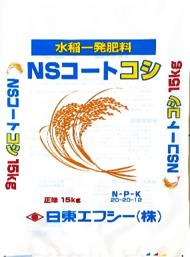 水稲一発肥料
NSコートコシ
NSコートコシ 15kg
NSコートコシ 15kg
正味 15kg
N-P-K
20-20-12
日東エフシー(株)